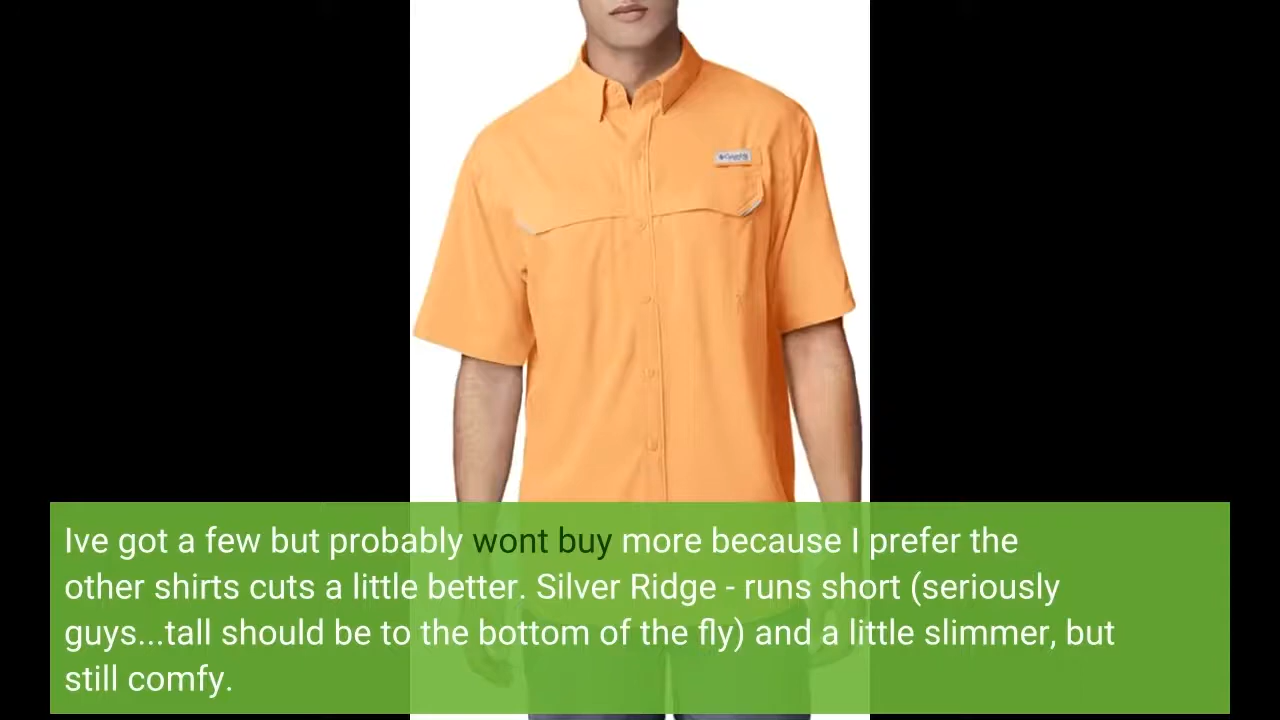 Columbia
Ive got a few but probably wont buy more because I prefer the
other shirts cuts a little better. Silver Ridge - runs short (seriously
guys...tall should be to the bottom of the fly) and a little slimmer, but
still comfy.